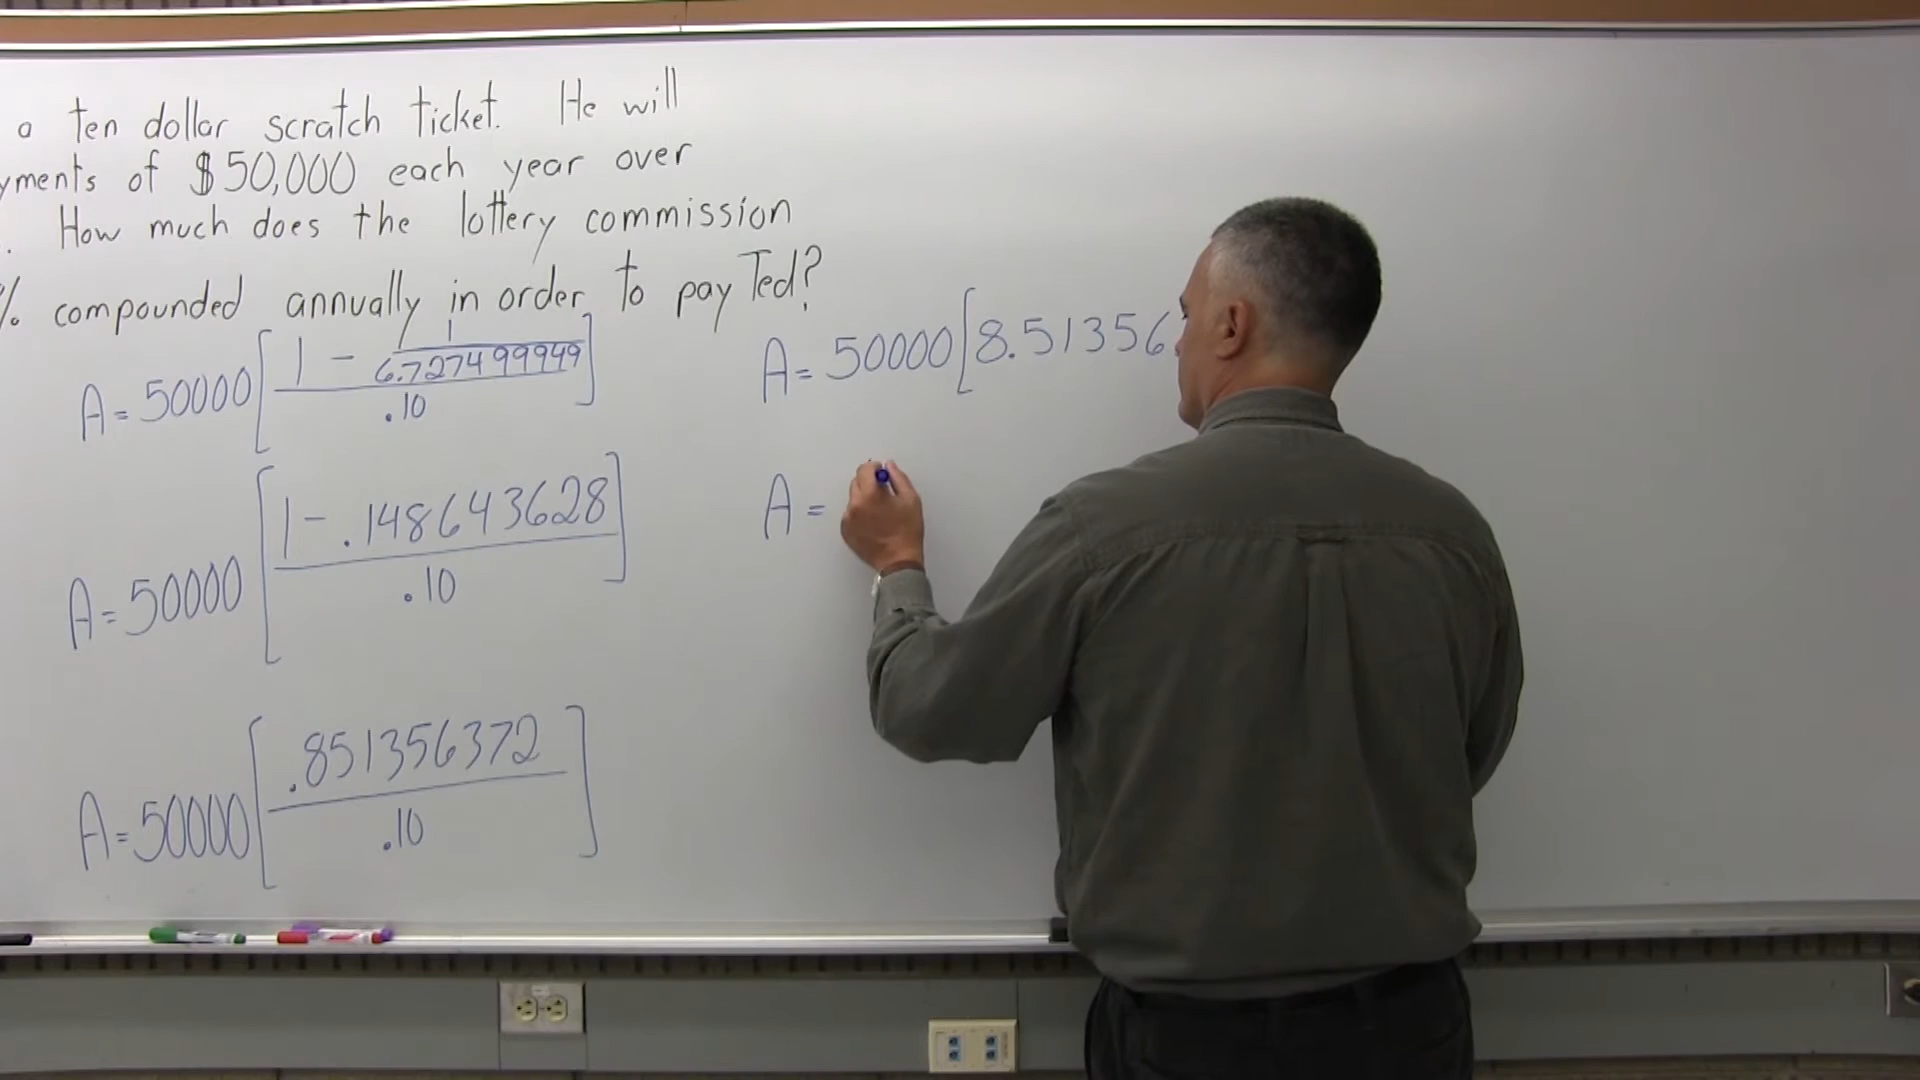 a ten dollar scratch ticket. He will
yments of $50,000 each year over
. How much does the lottery commission
% compounded annually in order to pay Ted?
A = 50000 [ 1 - 1
6.727499949
.10 ]
A = 50000 [ 1 - .148643628
.10 ]
A = 50000 [ .851356372
.10 ]
A = 50000 [ 8.51356
A =